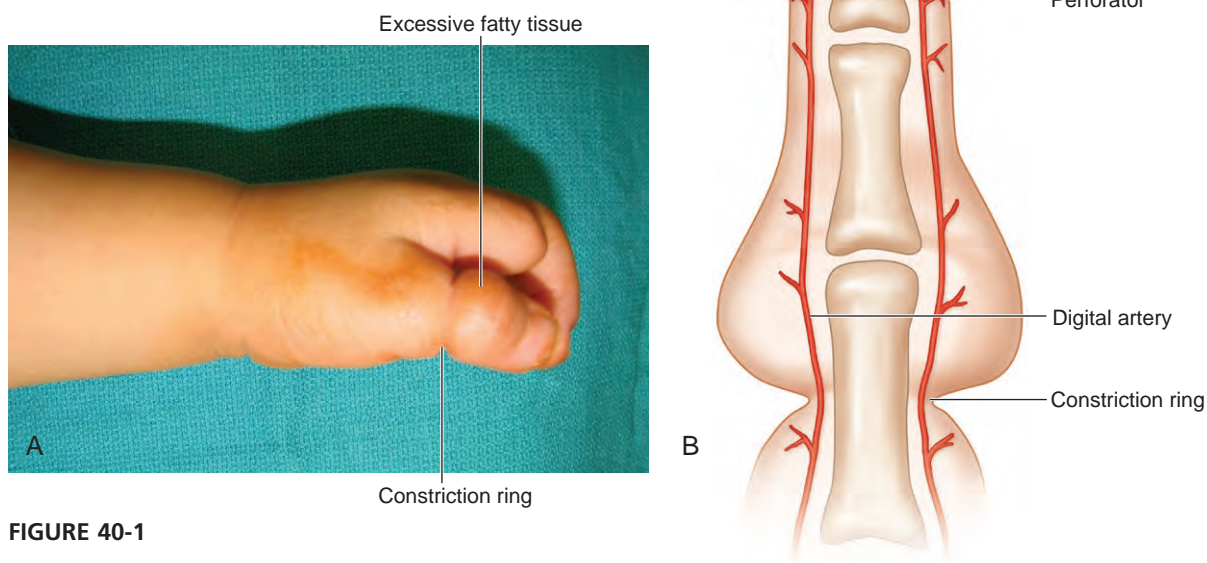 Excessive fatty tissue
A
Constriction ring
FIGURE 40-1
Perforator
Digital artery
Constriction ring
B